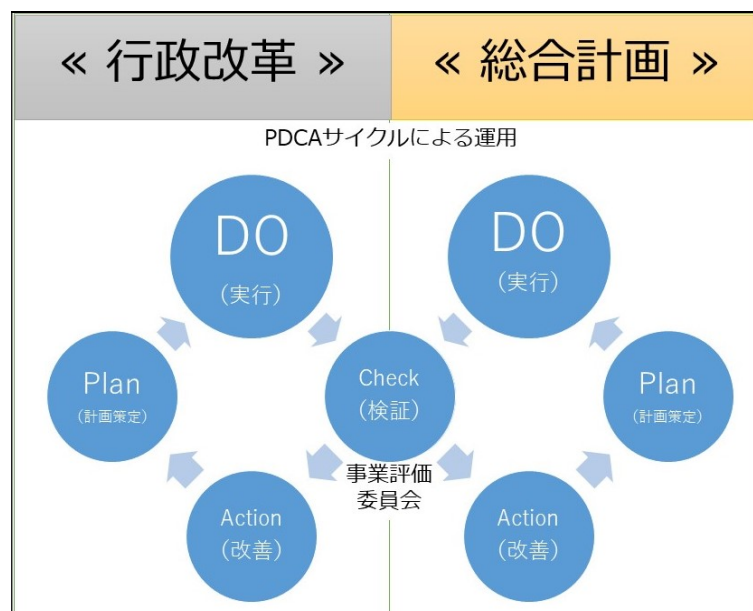 « 行政改革 »
« 総合計画 »
PDCAサイクルによる運用
DO
(実行)
DO
(実行)
Plan
(計画策定)
Check
(検証)
Plan
(計画策定)
事業評価
委員会
Action
(改善)
Action
(改善)